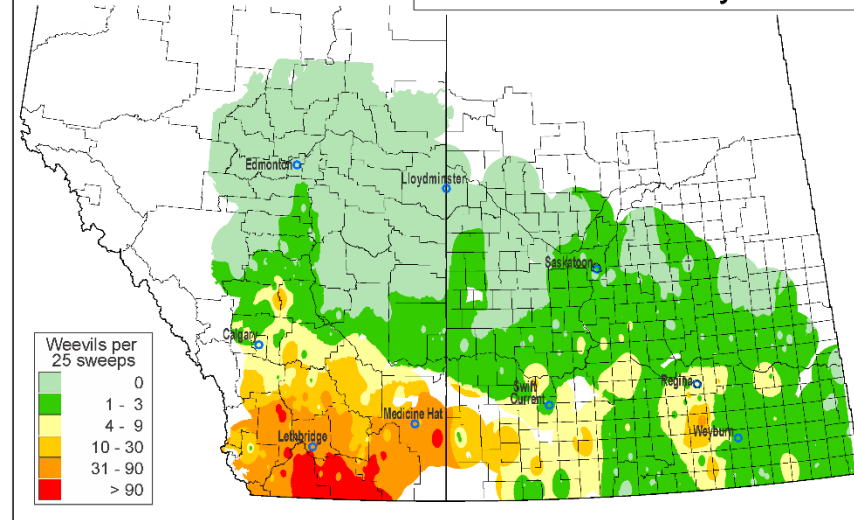 Edmonton
Lloydminster
Saskatoon
Calgary
Weevils per
25 sweeps
0
1 - 3
4 - 9
10 - 30
31 - 90
> 90
Swift
Current
Regina
Medicine Hat
Lethbridge
Weyburn